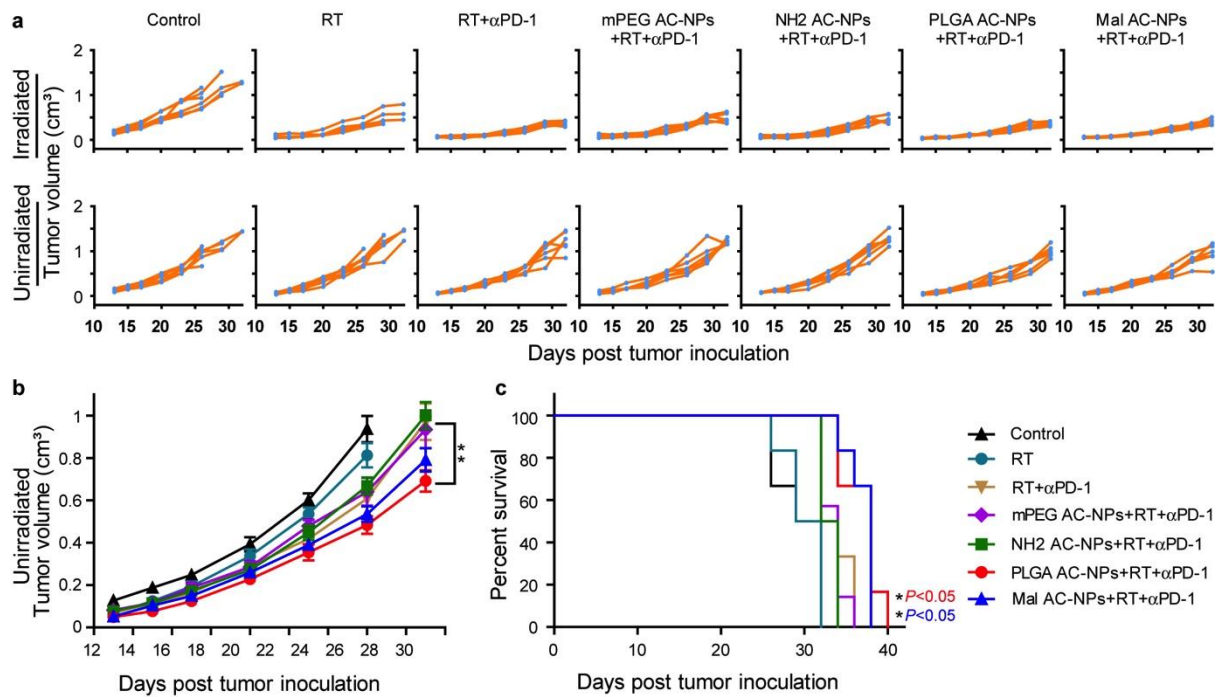 a
Control
RT
RT+αPD-1
mPEG AC-NPs
+RT+αPD-1
NH2 AC-NPs
+RT+αPD-1
PLGA AC-NPs
+RT+αPD-1
Mal AC-NPs
+RT+αPD-1
Irradiated
Tumor volume (cm³)
2
1
0
Unirradiated
Tumor volume (cm³)
2
1
0
10 15 20 25 30 15 20 25 30 15 20 25 30 15 20 25 30 15 20 25 30 15 20 25 30 15 20 25 30
Days post tumor inoculation
b
Unirradiated
Tumor volume (cm³)
1
0.8
0.6
0.4
0.2
0
**
12 14 16 18 21 22 24 26 28 30
Days post tumor inoculation
c
Percent survival
100
80
60
40
20
0
*P<0.05
*P<0.05
0 10 20 30 40
Days post tumor inoculation
Control
RT
RT+αPD-1
mPEG AC-NPs+RT+αPD-1
NH2 AC-NPs+RT+αPD-1
PLGA AC-NPs+RT+αPD-1
Mal AC-NPs+RT+αPD-1